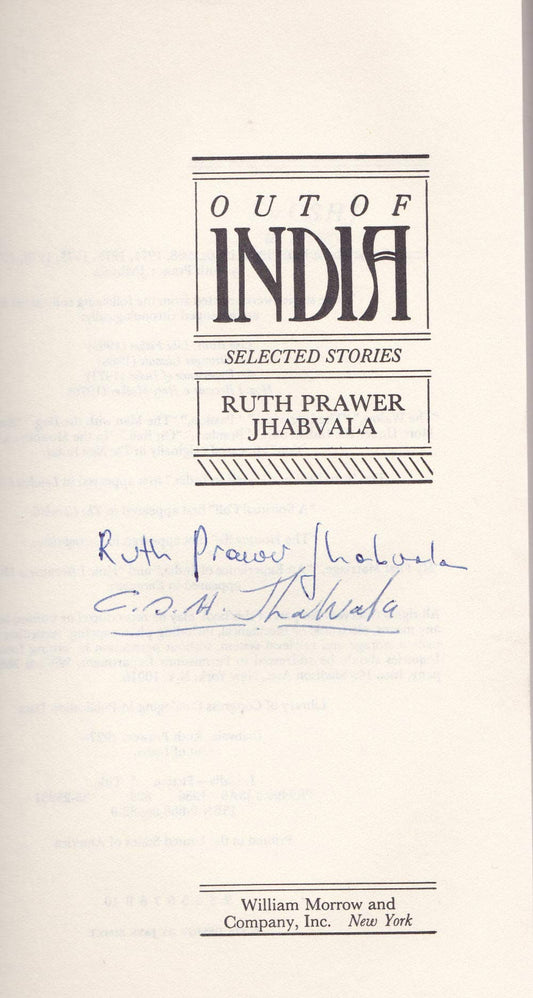 OUT OF
INDIA
SELECTED STORIES
RUTH PRAWER
JHABVALA
Ruth Prawer Jhabvala
C.S.H. Jhabvala
William Morrow and
Company, Inc. New York